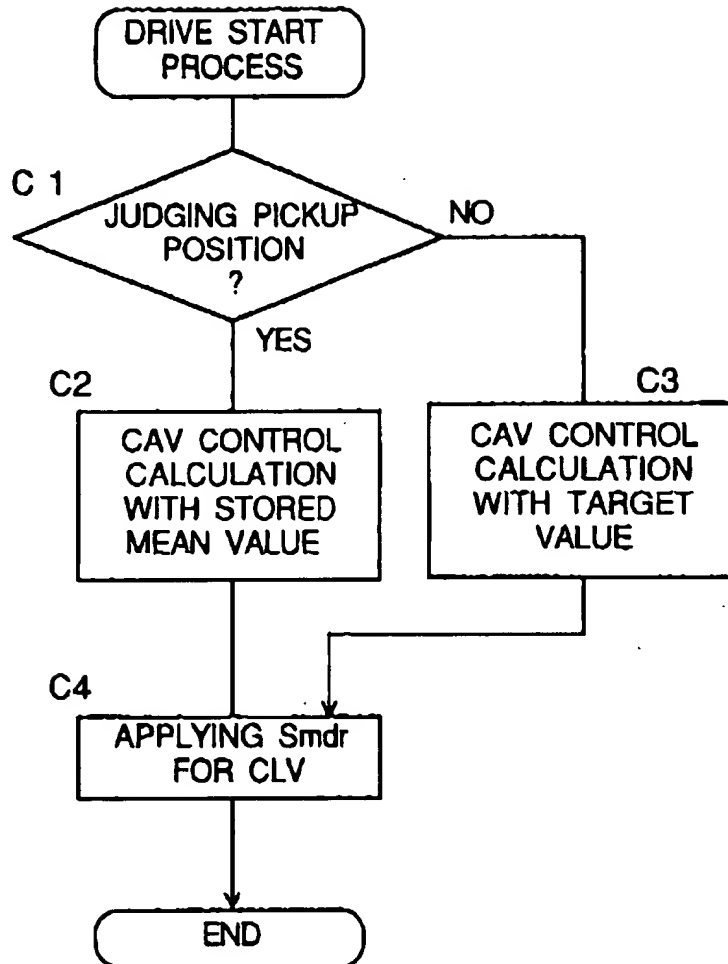 DRIVE START
PROCESS
C 1
JUDGING PICKUP
POSITION
?
NO
YES
C2
CAV CONTROL
CALCULATION
WITH STORED
MEAN VALUE
C3
CAV CONTROL
CALCULATION
WITH TARGET
VALUE
C4
APPLYING Smdr
FOR CLV
END